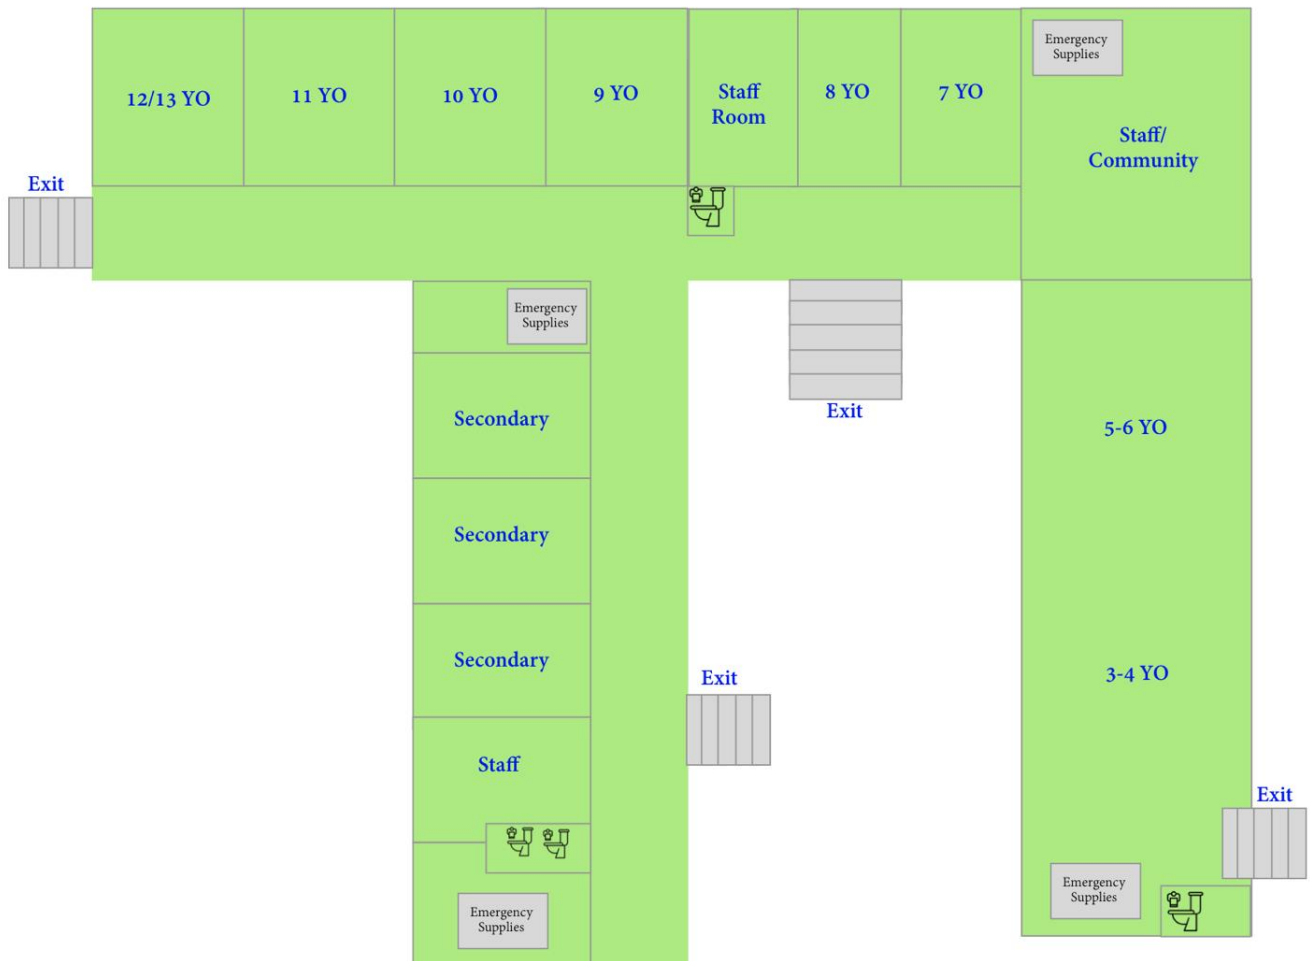 Emergency
Supplies
12/13 YO
11 YO
10 YO
9 YO
Staff
Room
8 YO
7 YO
Staff/
Community
Exit
Emergency
Supplies
Secondary
Exit
5-6 YO
Secondary
Secondary
Exit
3-4 YO
Staff
Exit
Emergency
Supplies
Emergency
Supplies